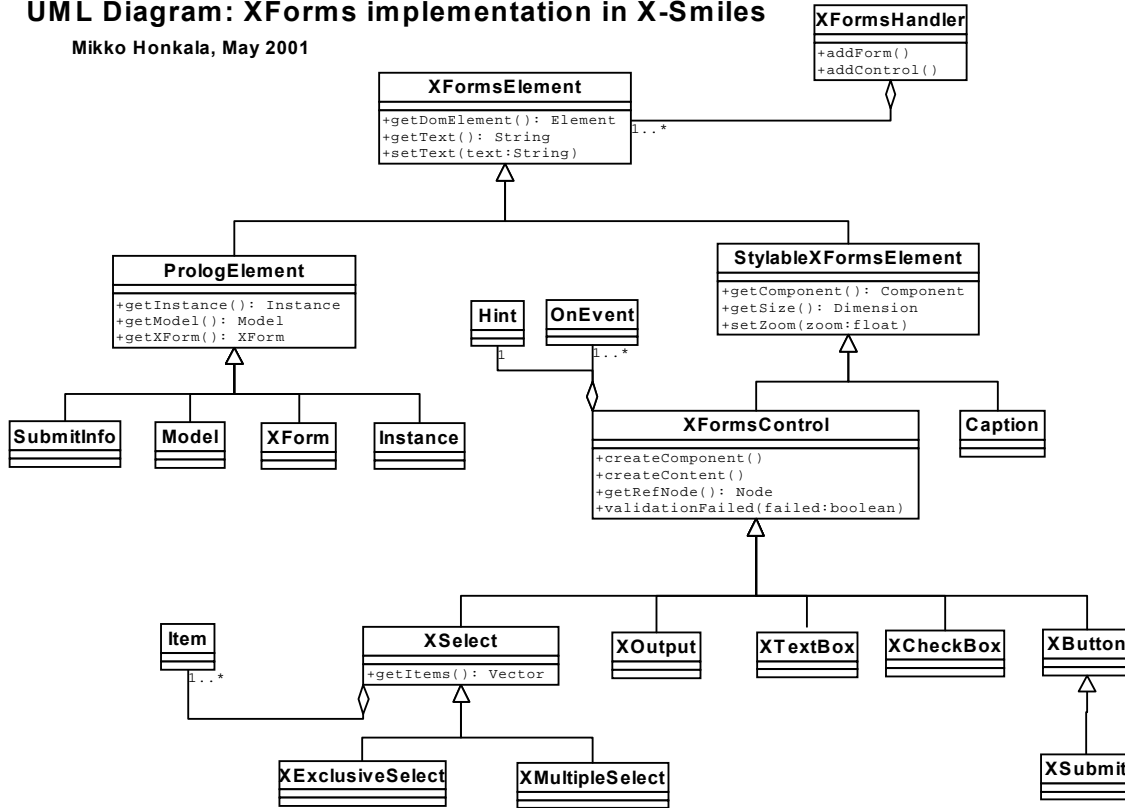 UML Diagram: XForms implementation in X-Smiles
Mikko Honkala, May 2001
XFormsHandler
+addForm()
+addControl()
XFormsElement
+getDomElement(): Element
+getText(): String
+setText(text:String)
1..*
PrologElement
+getInstance(): Instance
+getModel(): Model
+getXForm(): XForm
StylableXFormsElement
+getComponent(): Component
+getSize(): Dimension
+setZoom(zoom:float)
Hint
1
OnEvent
1..*
SubmitInfo
Model
XForm
Instance
XFormsControl
+createComponent()
+createContent()
+getRefNode(): Node
+validationFailed(failed:boolean)
Caption
Item
1..*
XSelect
+getItems(): Vector
XOutput
XTextBox
XCheckBox
XButton
XExclusiveSelect
XMultipleSelect
XSubmit